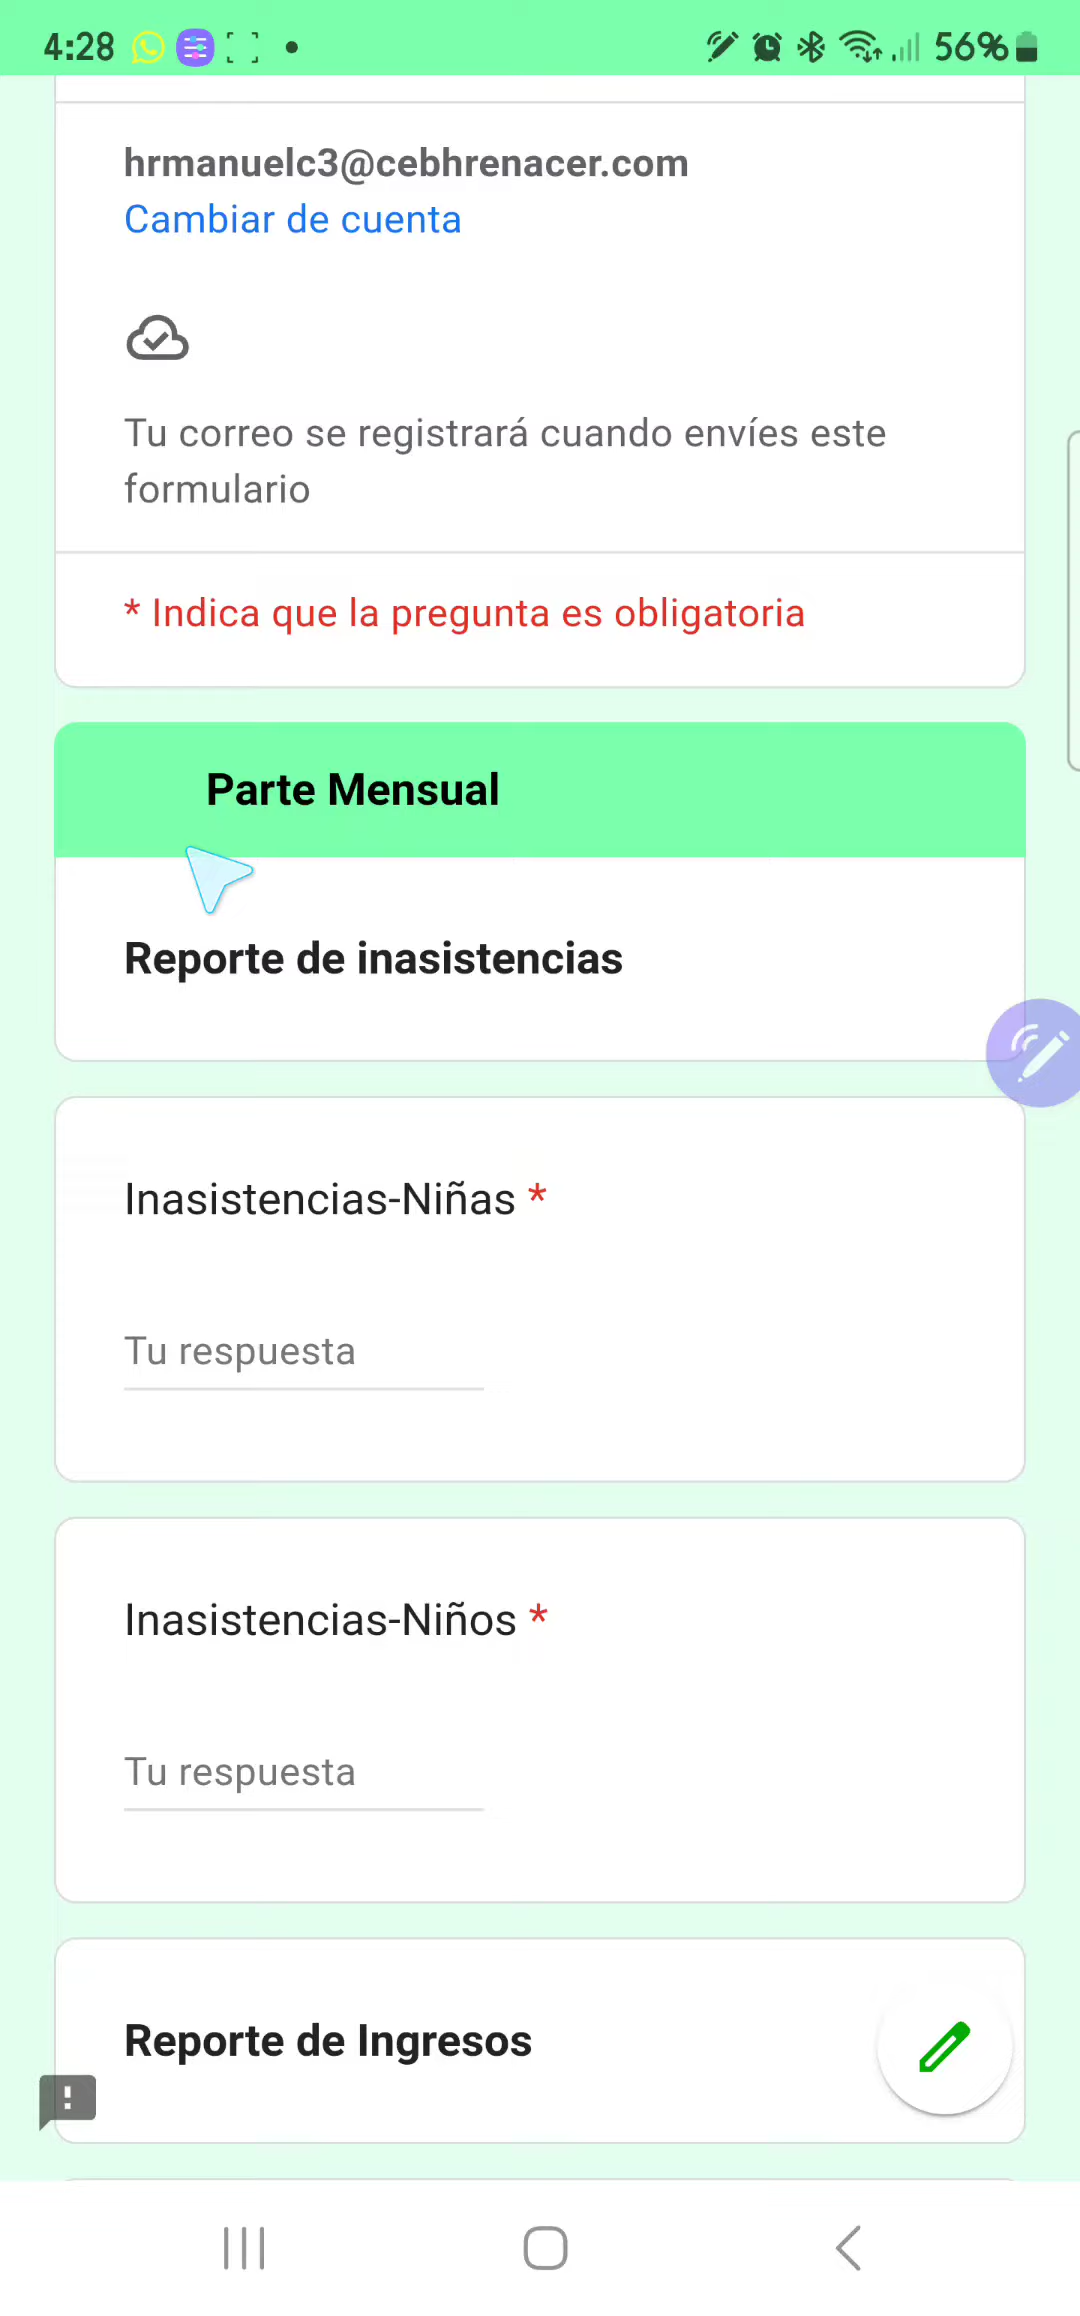 4:28
56%
hrmanuelc3@cebhrenacer.com
Cambiar de cuenta
Tu correo se registrará cuando envíes este
formulario
* Indica que la pregunta es obligatoria
Parte Mensual
Reporte de inasistencias
Inasistencias-Niñas *
Tu respuesta
Inasistencias-Niños *
Tu respuesta
Reporte de Ingresos